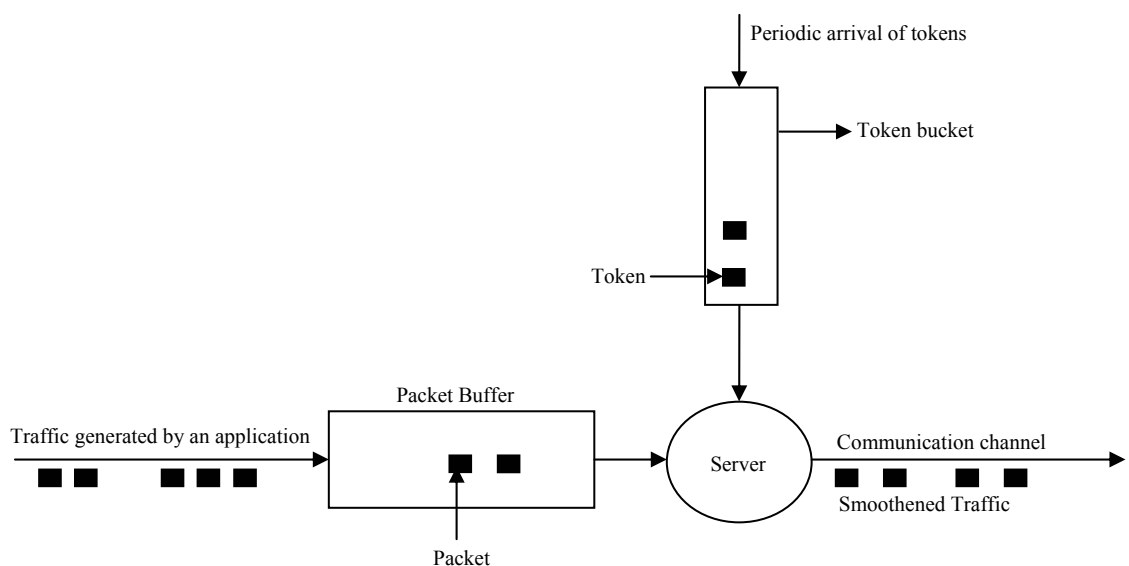 Periodic arrival of tokens
Token bucket
Token
Packet Buffer
Traffic generated by an application
Server
Communication channel
Smoothened Traffic
Packet